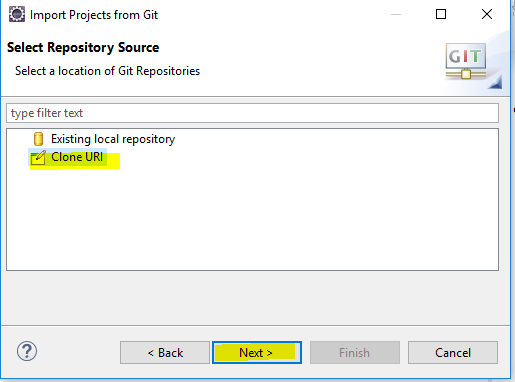 Import Projects from Git
Select Repository Source
Select a location of Git Repositories
GIT
type filter text
Existing local repository
Clone URI
?
< Back
Next >
Finish
Cancel